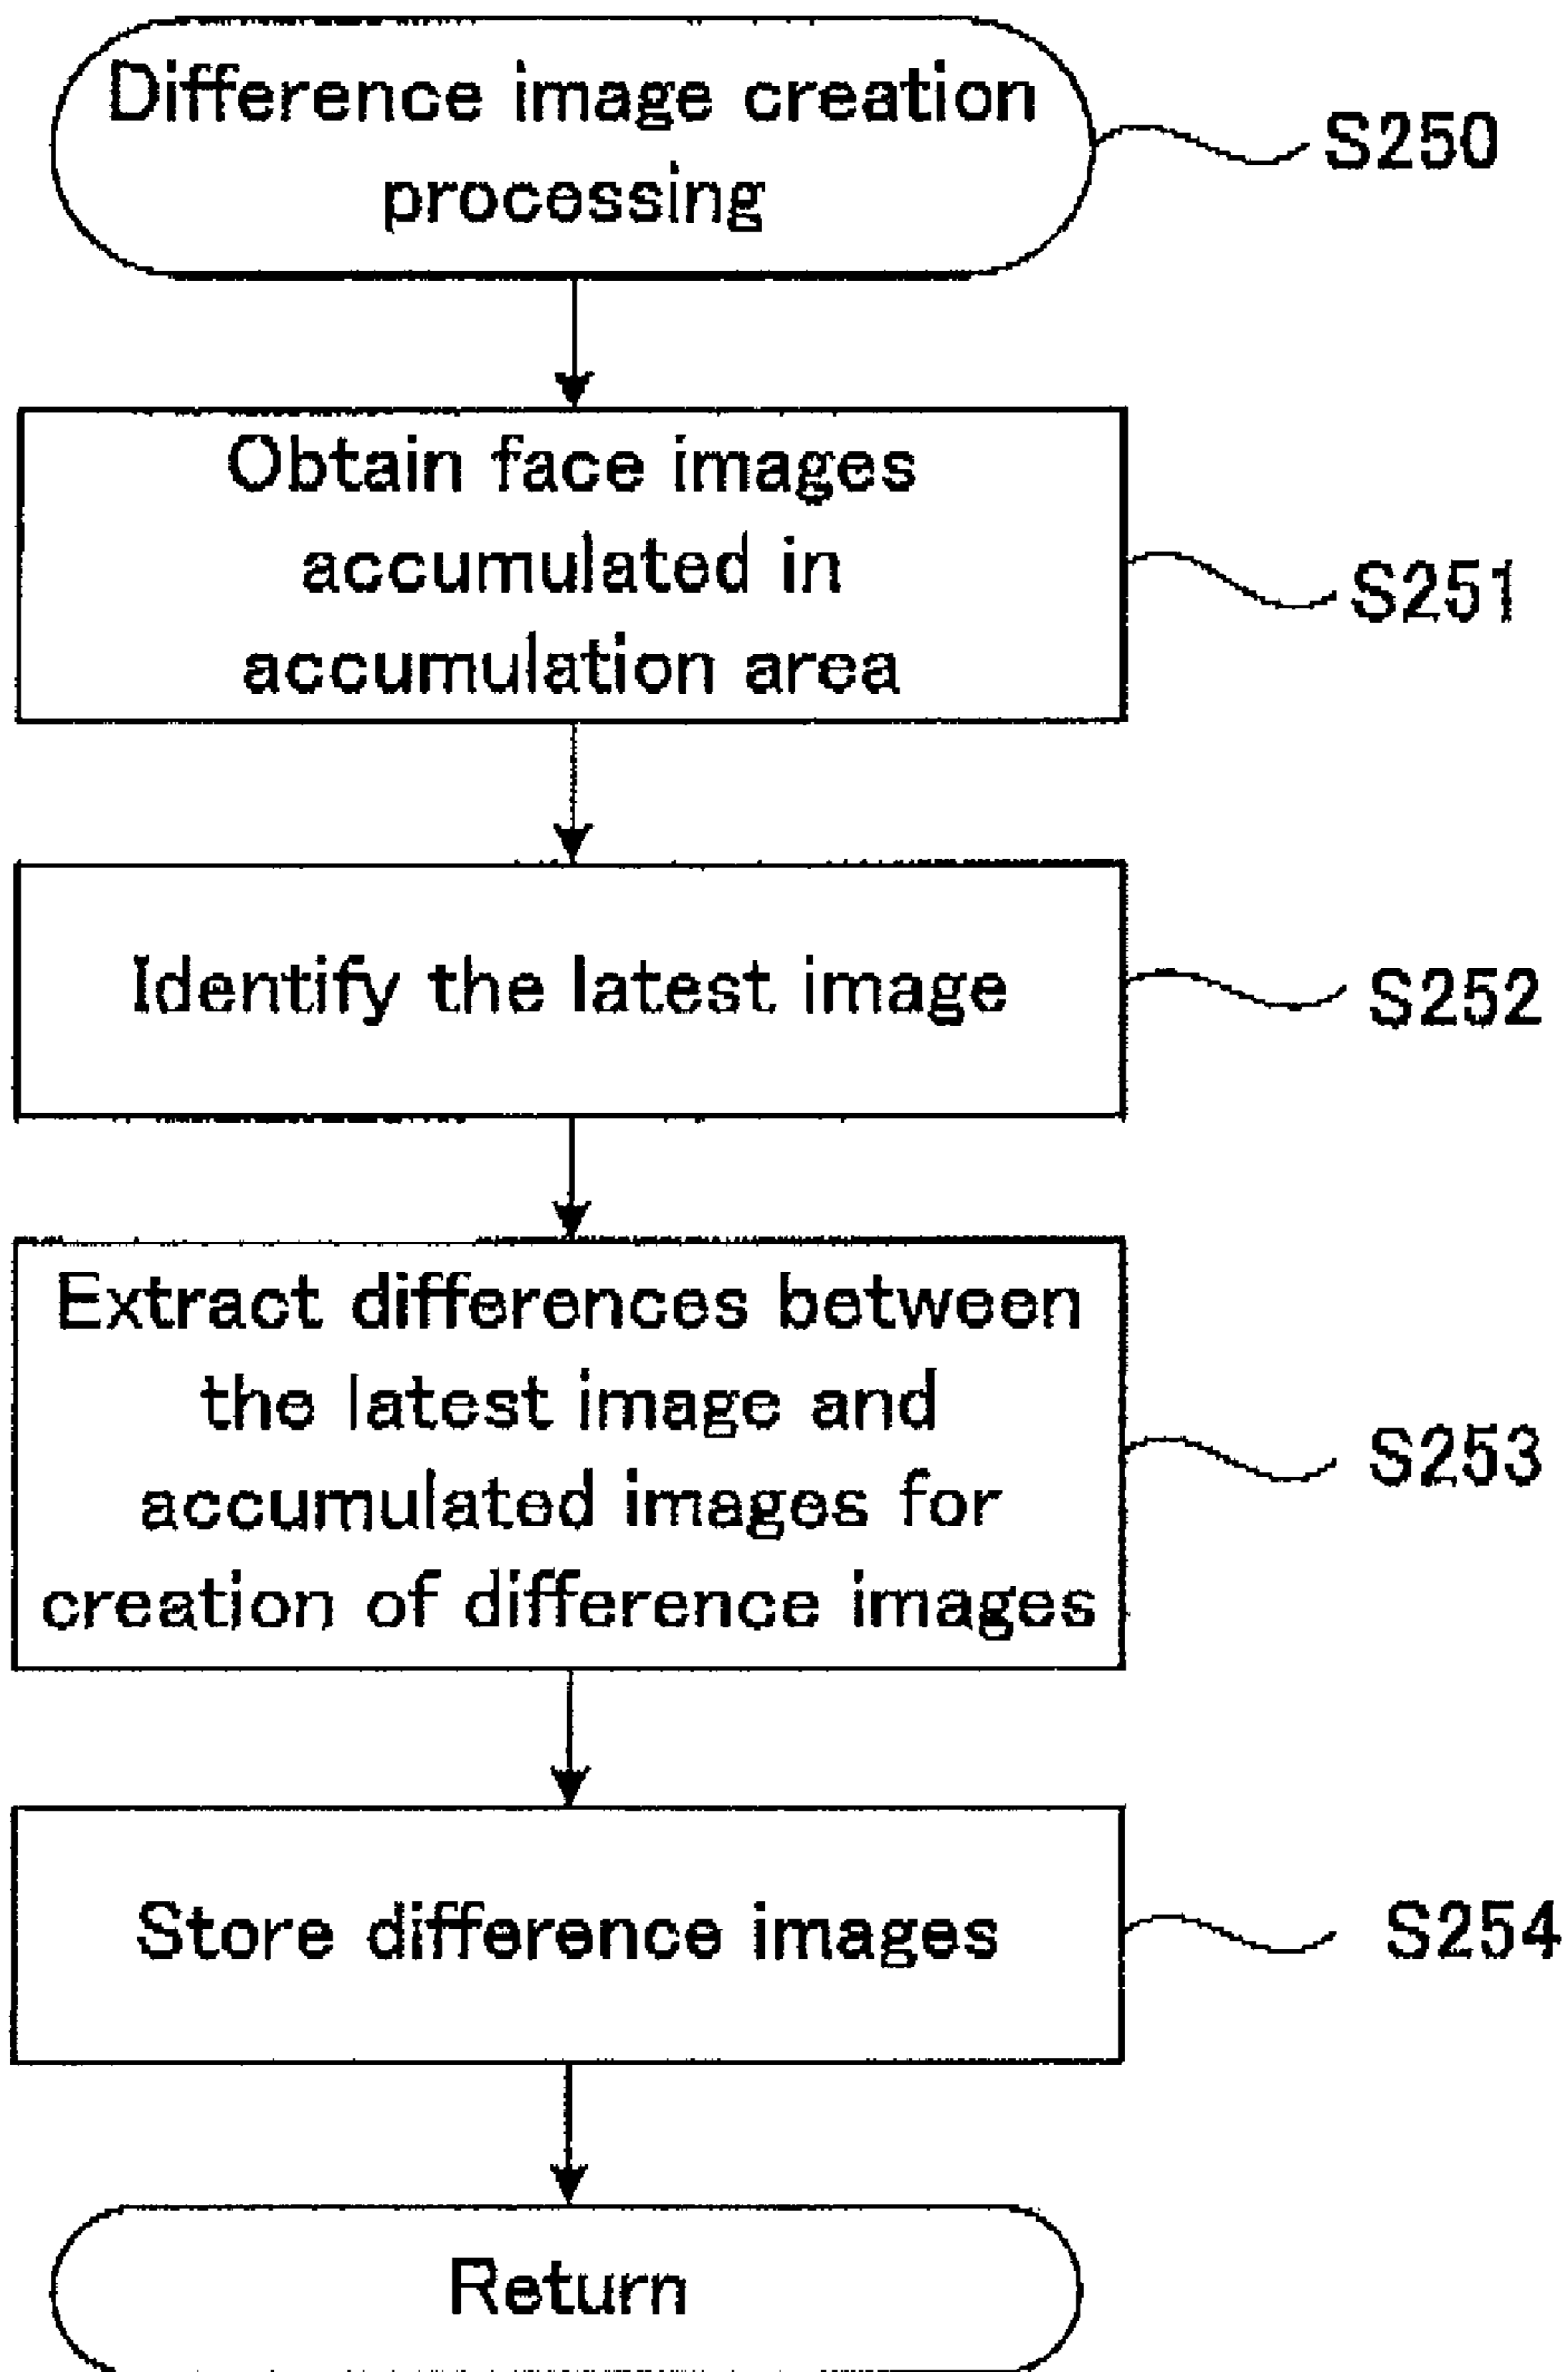 Difference image creation
processing
S250
Obtain face images
accumulated in
accumulation area
S251
Identify the latest image
S252
Extract differences between
the latest image and
accumulated images for
creation of difference images
S253
Store difference images
S254
Return